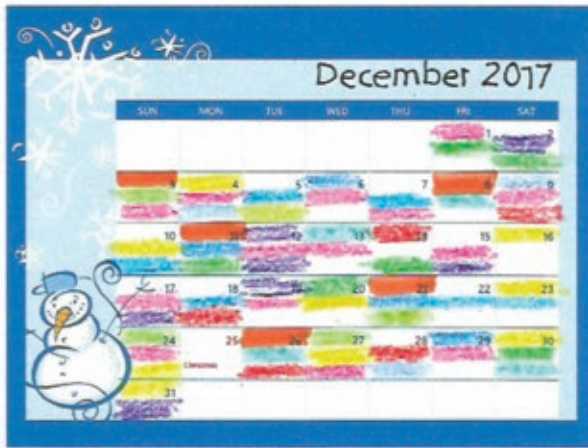 December 2017
SUN MON TUE WED THU FRI SAT
1 2
3 4 5 6 7 8 9
10 11 12 13 14 15 16
17 18 19 20 21 22 23
24 25 26 27 28 29 30
Christmas
31